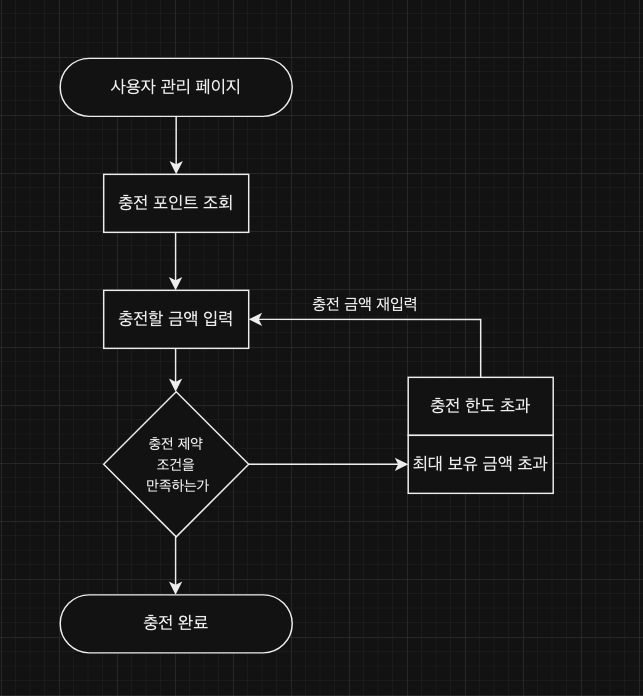 사용자 관리 페이지
충전 포인트 조회
충전할 금액 입력
충전 금액 재입력
충전 한도 초과
최대 보유 금액 초과
충전 제약
조건을
만족하는가
충전 완료